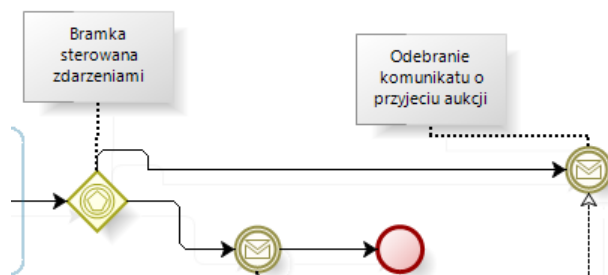 Bramka
sterowana
zdarzeniami
Odebranie
komunikatu o
przyjeciu aukcji